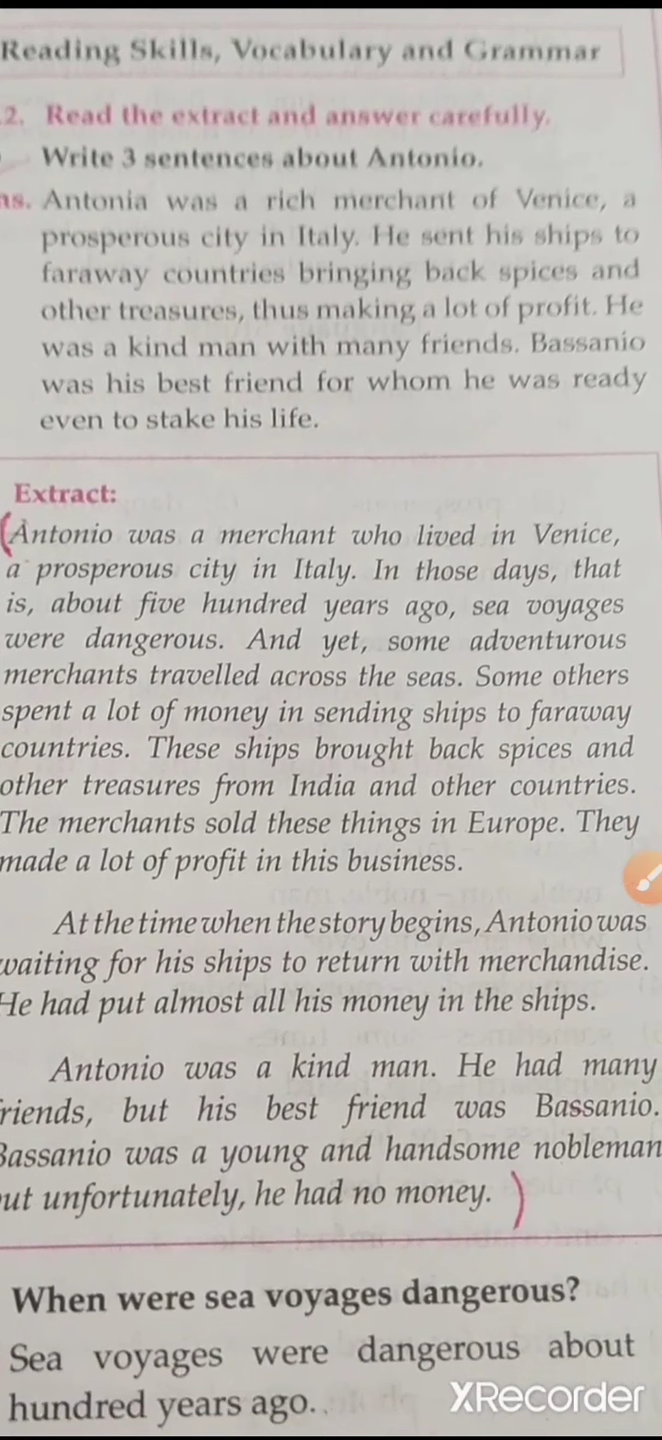 Reading Skills, Vocabulary and Grammar
2. Read the extract and answer carefully.
Write 3 sentences about Antonio.
ns. Antonia was a rich merchant of Venice, a
prosperous city in Italy. He sent his ships to
faraway countries bringing back spices and
other treasures, thus making a lot of profit. He
was a kind man with many friends. Bassanio
was his best friend for whom he was ready
even to stake his life.
Extract:
Antonio was a merchant who lived in Venice,
a prosperous city in Italy. In those days, that
is, about five hundred years ago, sea voyages
were dangerous. And yet, some adventurous
merchants travelled across the seas. Some others
spent a lot of money in sending ships to faraway
countries. These ships brought back spices and
other treasures from India and other countries.
The merchants sold these things in Europe. They
made a lot of profit in this business.
At the time when the story begins, Antonio was
waiting for his ships to return with merchandise.
He had put almost all his money in the ships.
Antonio was a kind man. He had many
friends, but his best friend was Bassanio.
Bassanio was a young and handsome nobleman
but unfortunately, he had no money.
When were sea voyages dangerous?
Sea voyages were dangerous about
hundred years ago.
XRecorder